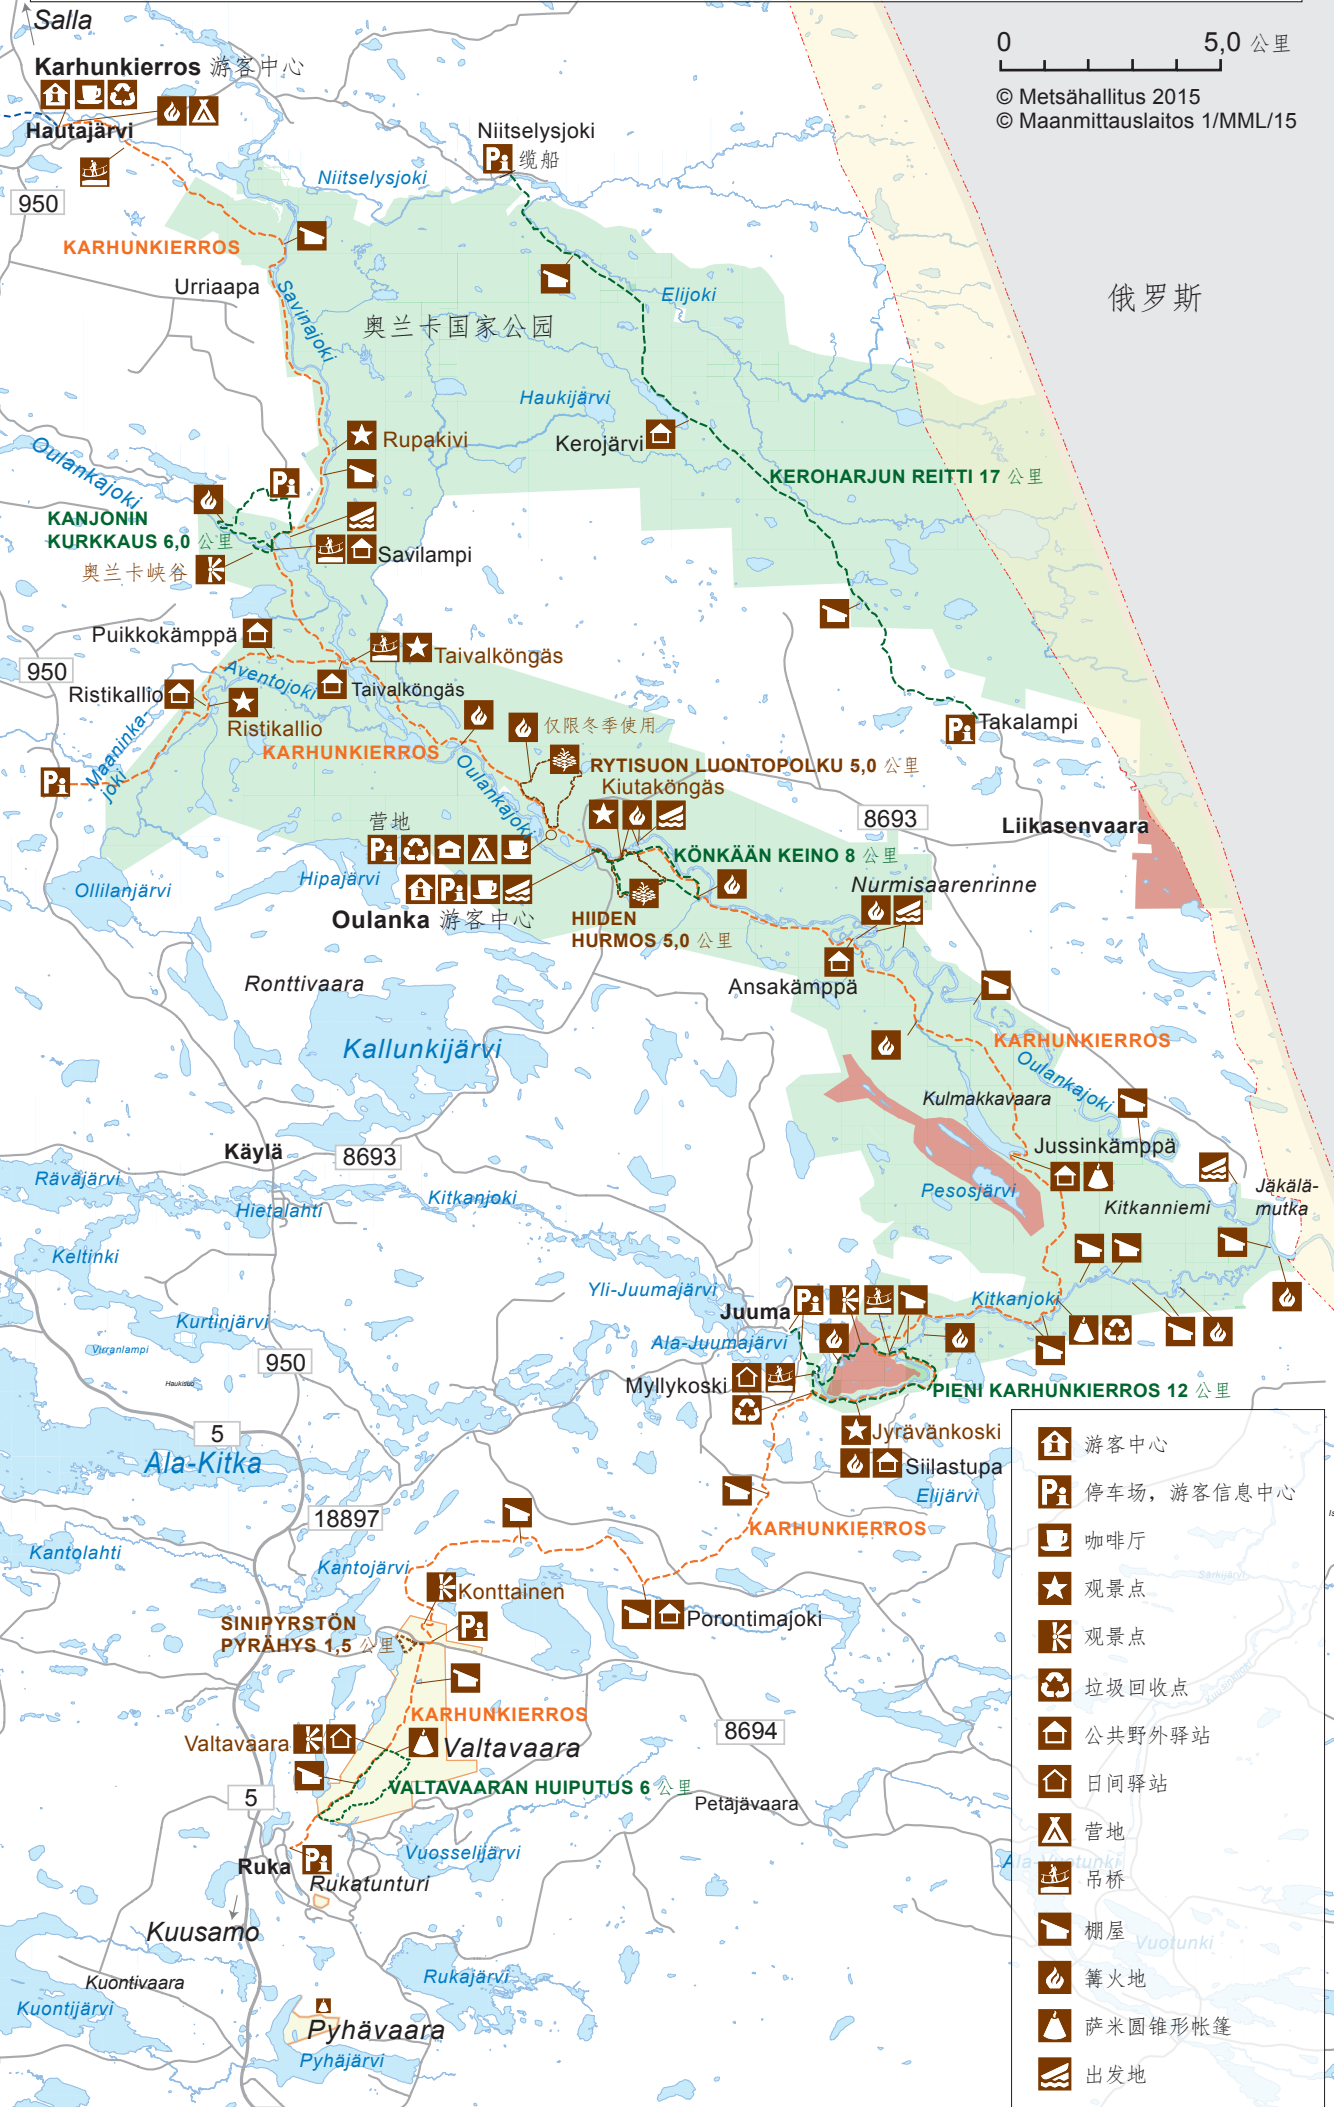 Salla
0 5,0 公里
Karhunkierros 游客中心
© Metsähallitus 2015
© Maanmittauslaitos 1/MML/15
Hautajärvi
Niitselysjoki
缆船
Niitselysjoki
950
KARHUNKIERROS
Urriaapa
Savinajoki
Elijoki
俄罗斯
奥兰卡国家公园
Haukijärvi
Rupakivi
Kerojärvi
Oulankajoki
KEROHARJUN REITTI 17 公里
KANJONIN
KURKKAUS 6,0 公里
Savilampi
奥兰卡峡谷
Puikkokämppä
Taivalköngäs
950
Aventojoki
Ristikallio
Taivalköngäs
Ristikallio
Maaninka-
joki
KARHUNKIERROS
仅限冬季使用
Takalampi
Oulankajoki
RYTISUON LUONTOPOLKU 5,0 公里
Kiutaköngäs
营地
8693
Liikasenvaara
KÖNKÄÄN KEINO 8 公里
Ollilanjärvi
Hipajärvi
Nurmisaarenrinne
Oulanka 游客中心
HIIDEN
HURMOS 5,0 公里
Ronttivaara
Ansakämppä
Kallunkijärvi
KARHUNKIERROS
Oulankajoki
Kulmakkavaara
Käylä
8693
Jussinkämppä
Räväjärvi
Kitkanjoki
Pesosjärvi
Hietalahti
Kitkanniemi
Jäkälä-
mutka
Keltinki
Yli-Juumajärvi
Kitkanjoki
Juuma
Kurtinjärvi
Ala-Juumajärvi
Virranlampi
950
Haukilampi
Myllykoski
PIENI KARHUNKIERROS 12 公里
5
Jyrävänkoski
Ala-Kitka
Siilastupa
Elijärvi
18897
KARHUNKIERROS
Kantolahti
Kantojärvi
Konttainen
SINIPYRSTÖN
PYRÄHYS 1,5 公里
Porontimajoki
KARHUNKIERROS
Valtavaara
Valtavaara
8694
VALTAVAARAN HUIPUTUS 6 公里
5
Petäjävaara
Vuosselijärvi
Ruka
Rukatunturi
Kuusamo
Kuontivaara
Rukajärvi
Kuontijärvi
Pyhävaara
Pyhäjärvi
游客中心
停车场，游客信息中心
咖啡厅
观景点
观景点
垃圾回收点
公共野外驿站
日间驿站
营地
Ala-Vuotunki
吊桥
棚屋
Vuotunki
篝火地
萨米圆锥形帐篷
出发地